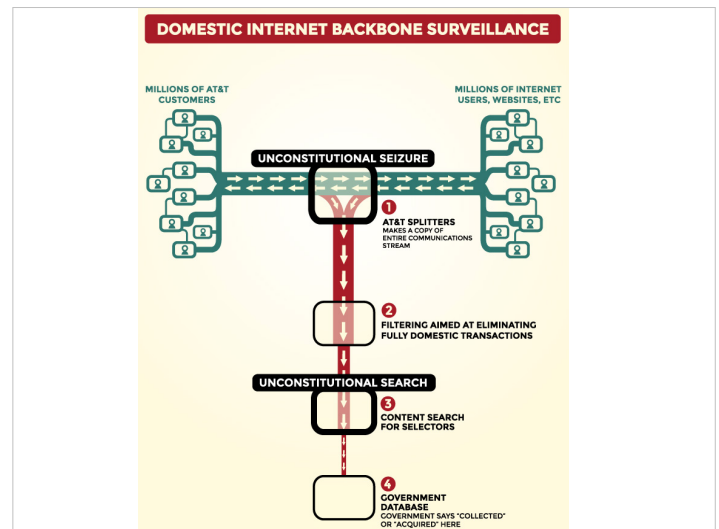 DOMESTIC INTERNET BACKBONE SURVEILLANCE
MILLIONS OF AT&T
CUSTOMERS
MILLIONS OF INTERNET
USERS, WEBSITES, ETC
UNCONSTITUTIONAL SEIZURE
1
AT&T SPLITTERS
MAKES A COPY OF
ENTIRE COMMUNICATIONS
STREAM
2
FILTERING AIMED AT ELIMINATING
FULLY DOMESTIC TRANSACTIONS
UNCONSTITUTIONAL SEARCH
3
CONTENT SEARCH
FOR SELECTORS
4
GOVERNMENT
DATABASE
GOVERNMENT SAYS "COLLECTED"
OR "ACQUIRED" HERE